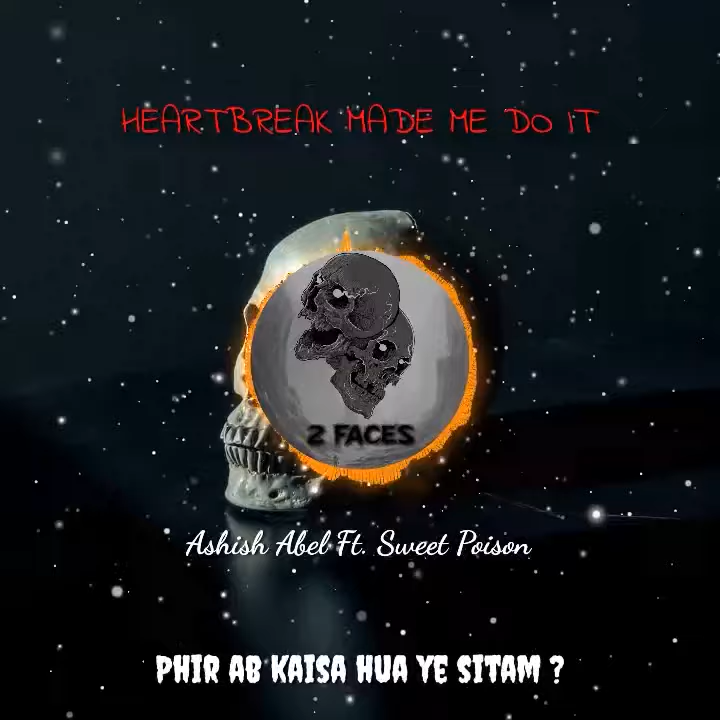 HEARTBREAK MADE ME DO IT
2 FACES
Ashish Abel Ft. Sweet Poison
PHIR AB KAISA HUA YE SITAM ?